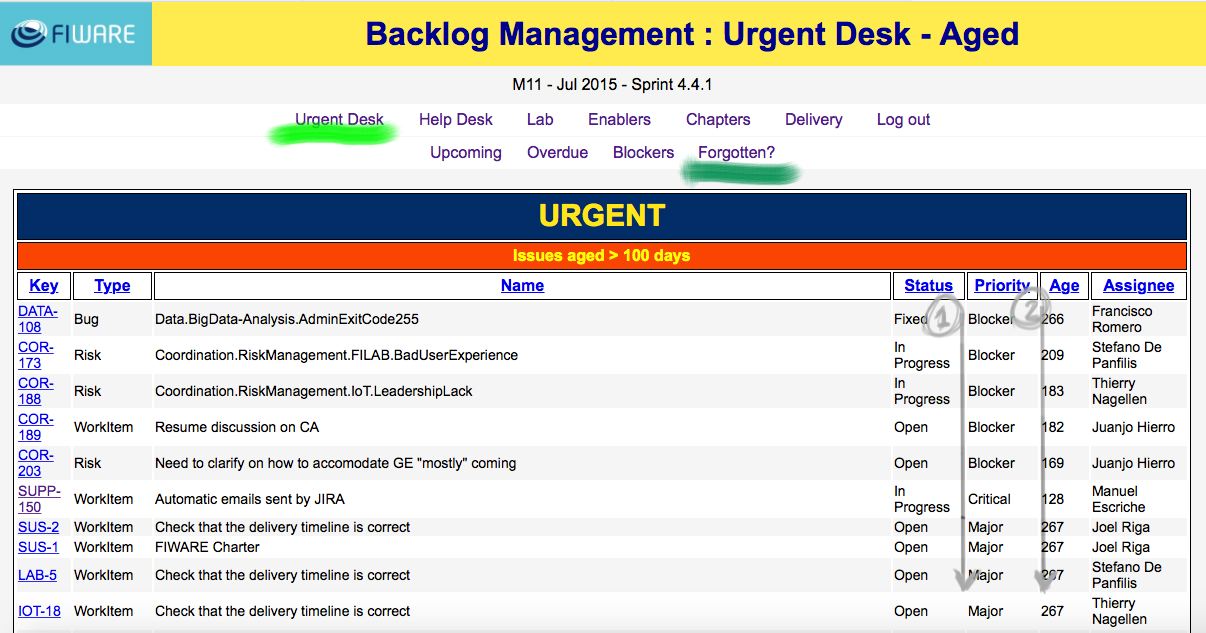 FIWARE
Backlog Management : Urgent Desk - Aged
M11 - Jul 2015 - Sprint 4.4.1
Urgent Desk Help Desk Lab Enablers Chapters Delivery Log out
Upcoming Overdue Blockers Forgotten?
URGENT
Issues aged > 100 days
Key Type Name Status Priority Age Assignee
DATA-108 Bug Data.BigData-Analysis.AdminExitCode255 Fixed Blocker 266 Francisco Romero
COR-173 Risk Coordination.RiskManagement.FILAB.BadUserExperience In Progress Blocker 209 Stefano De Panfilis
COR-188 Risk Coordination.RiskManagement.IoT.LeadershipLack In Progress Blocker 183 Thierry Nagellen
COR-189 WorkItem Resume discussion on CA Open Blocker 182 Juanjo Hierro
COR-203 Risk Need to clarify on how to accomodate GE "mostly" coming Open Blocker 169 Juanjo Hierro
SUPP-150 WorkItem Automatic emails sent by JIRA In Progress Critical 128 Manuel Escriche
SUS-2 WorkItem Check that the delivery timeline is correct Open Major 267 Joel Riga
SUS-1 WorkItem FIWARE Charter Open Major 267 Joel Riga
LAB-5 WorkItem Check that the delivery timeline is correct Open Major 267 Stefano De Panfilis
IOT-18 WorkItem Check that the delivery timeline is correct Open Major 267 Thierry Nagellen
1
2